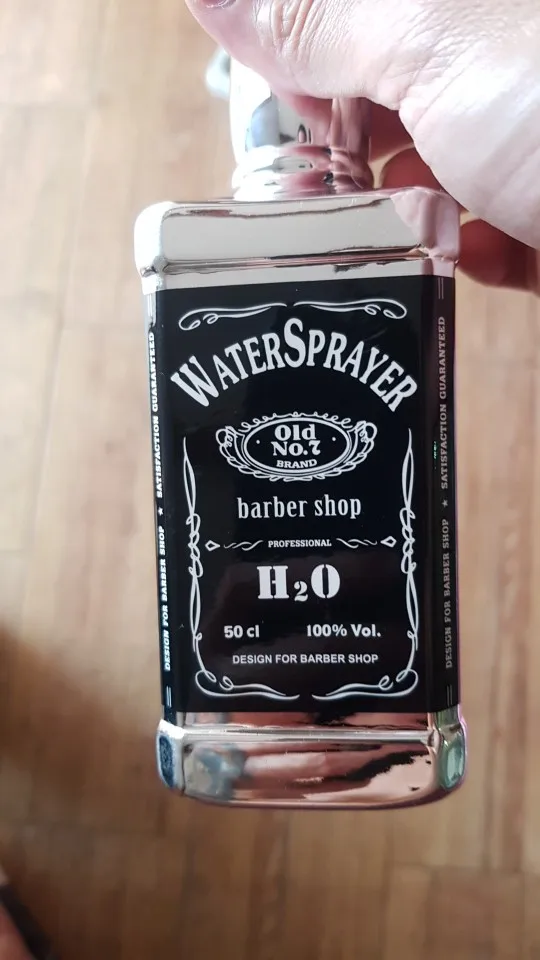 WATERSPRAYER
Old
No.7
BRAND
barber shop
PROFESSIONAL
H₂O
50 cl 100% Vol.
DESIGN FOR BARBER SHOP
DESIGN FOR BARBER SHOP ★ SATISFACTION GUARANTEED
DESIGN FOR BARBER SHOP ★ SATISFACTION GUARANTEED